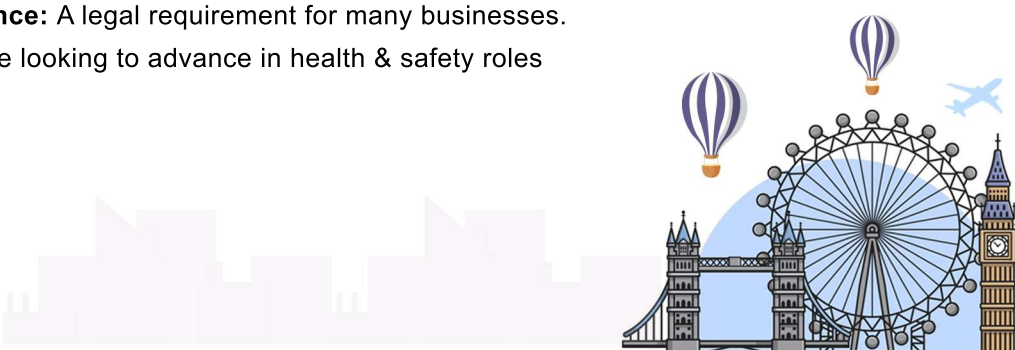 nce: A legal requirement for many businesses.
e looking to advance in health & safety roles